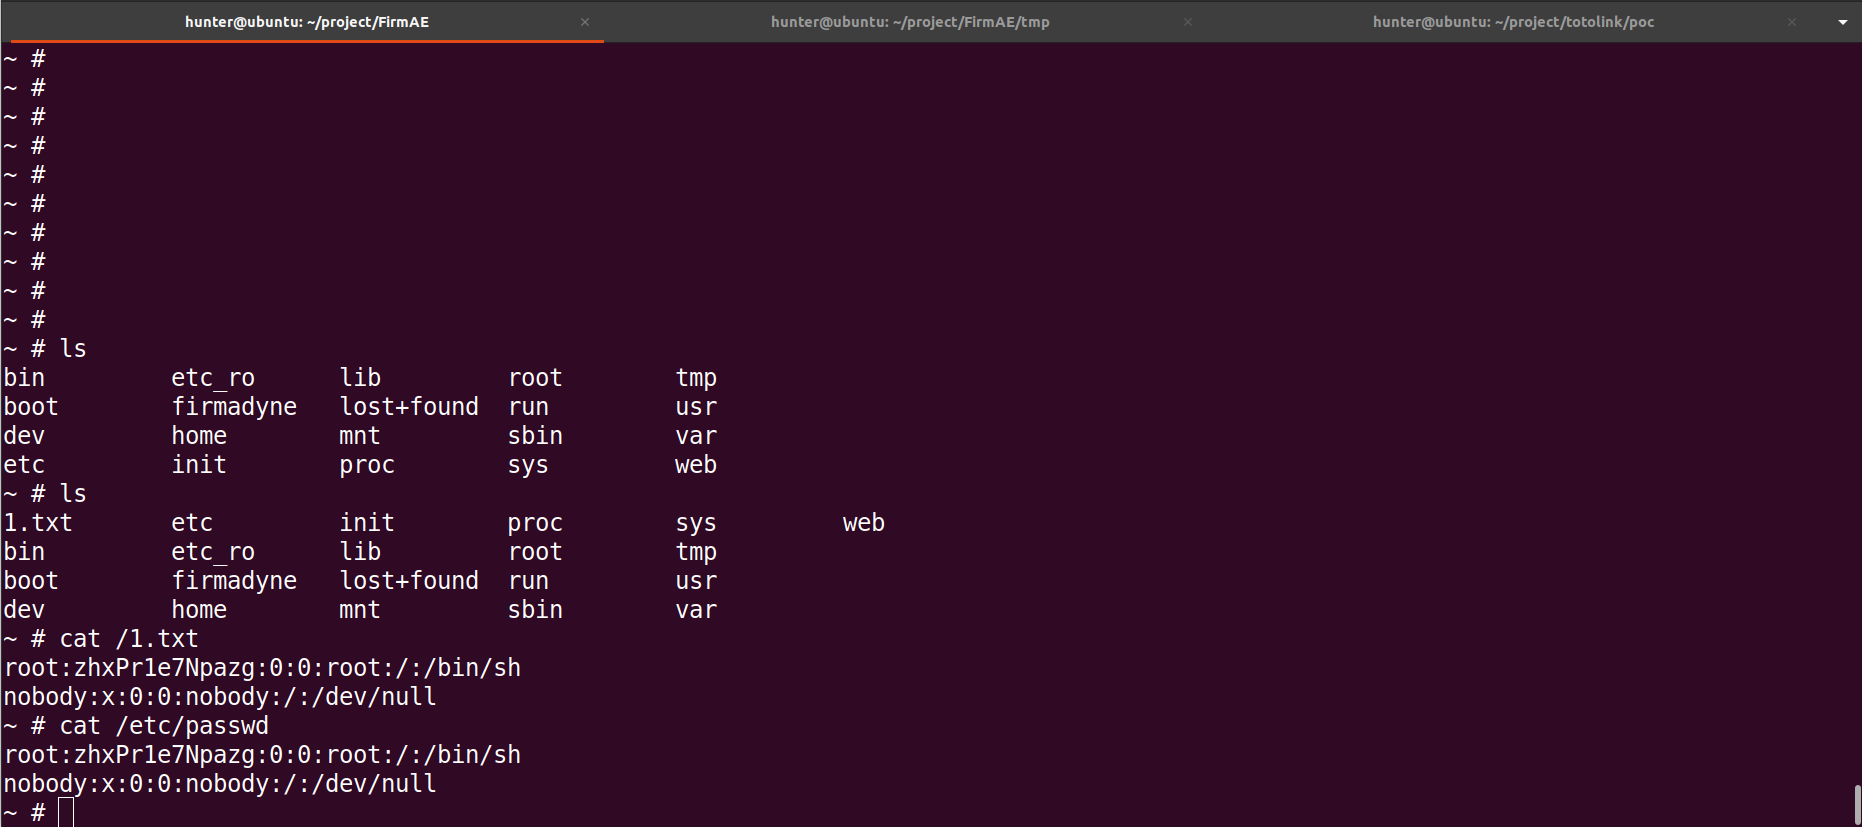 hunter@ubuntu: ~/project/FirmAE × hunter@ubuntu: ~/project/FirmAE/tmp × hunter@ubuntu: ~/project/totolink/poc ×
~ #
~ #
~ #
~ #
~ #
~ #
~ #
~ #
~ #
~ #
~ # ls
bin etc_ro lib root tmp
boot firmadyne lost+found run usr
dev home mnt sbin var
etc init proc sys web
~ # ls
1.txt etc init proc sys web
bin etc_ro lib root tmp
boot firmadyne lost+found run usr
dev home mnt sbin var
~ # cat /1.txt
root:zhxPr1e7Npazg:0:0:root:/:/bin/sh
nobody:x:0:0:nobody:/:/dev/null
~ # cat /etc/passwd
root:zhxPr1e7Npazg:0:0:root:/:/bin/sh
nobody:x:0:0:nobody:/:/dev/null
~ #